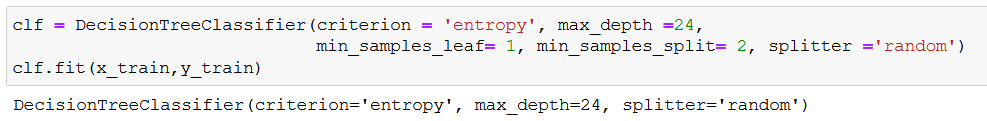 clf = DecisionTreeClassifier(criterion = 'entropy', max_depth =24,
min_samples_leaf= 1, min_samples_split= 2, splitter ='random')
clf.fit(x_train,y_train)
DecisionTreeClassifier(criterion='entropy', max_depth=24, splitter='random')